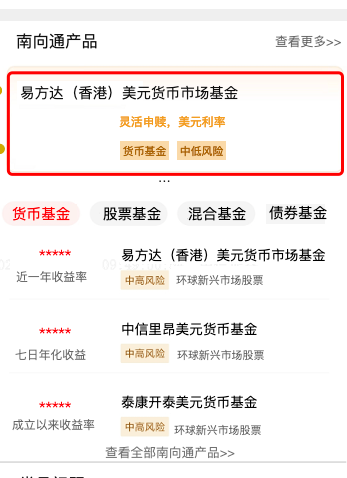 南向通产品 查看更多>>
易方达（香港）美元货币市场基金
灵活申赎，美元利率
货币基金 中低风险
...
货币基金 股票基金 混合基金 债券基金
***** 易方达（香港）美元货币市场基金
近一年收益率 中高风险 环球新兴市场股票
***** 中信里昂美元货币基金
七日年化收益 中高风险 环球新兴市场股票
***** 泰康开泰美元货币基金
成立以来收益率 中高风险 环球新兴市场股票
查看全部南向通产品>>